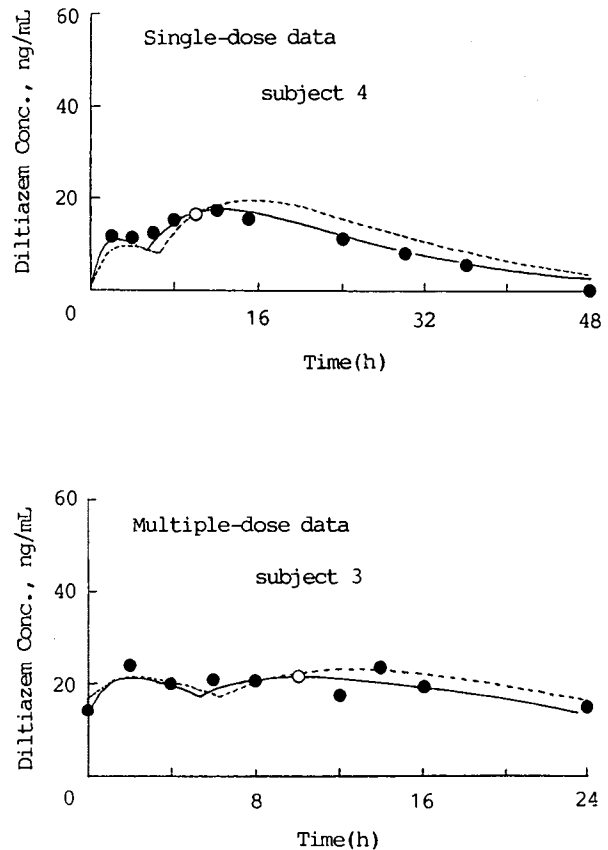 60
Single-dose data
subject 4
40
20
0
16
32
48
Diltiazem Conc., ng/mL
Time(h)
60
Multiple-dose data
subject 3
40
20
0
8
16
24
Diltiazem Conc., ng/mL
Time(h)